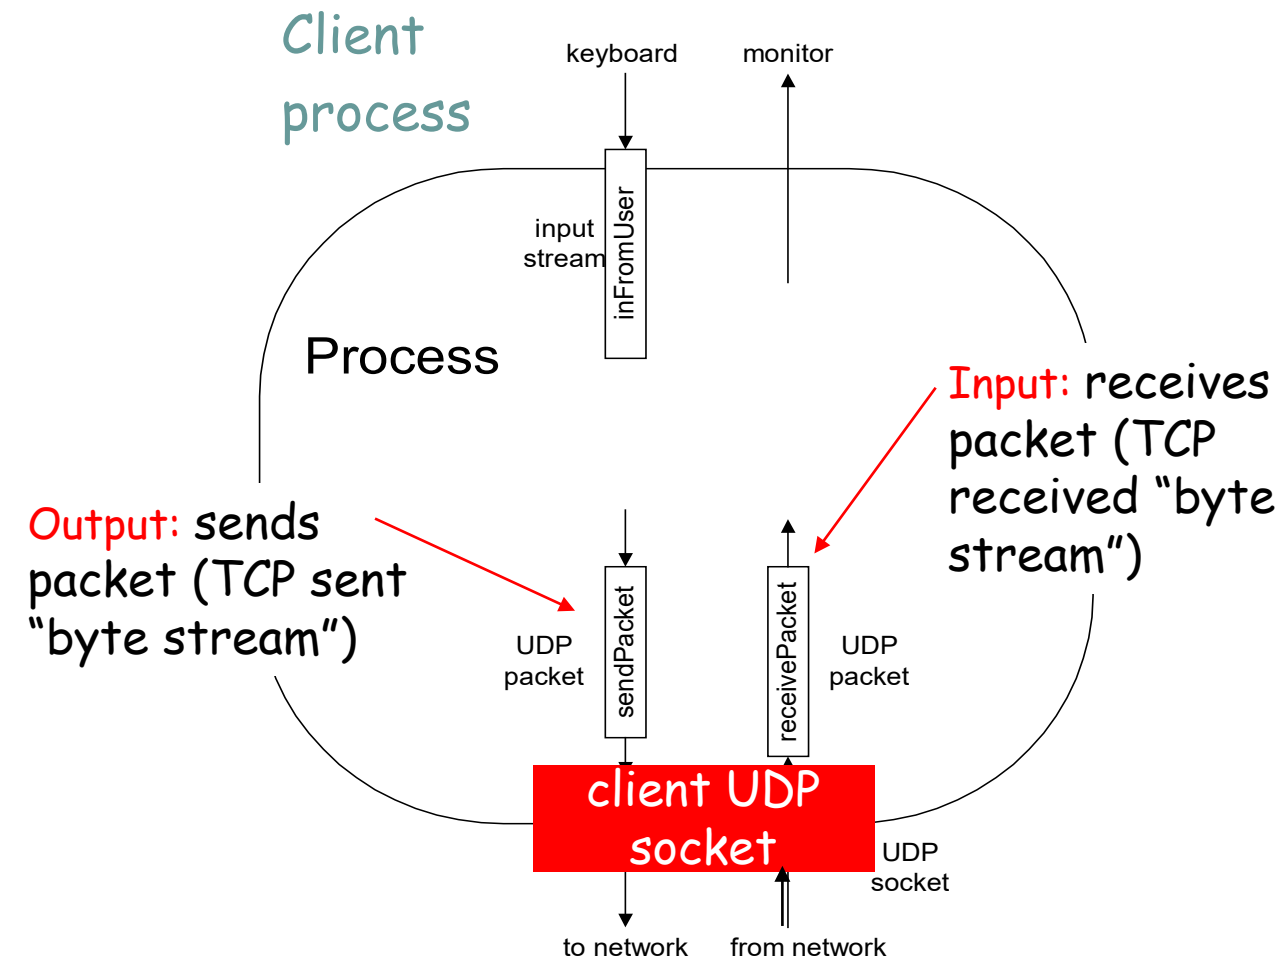 Client
process
keyboard
monitor
input
stream
inFromUser
Process
Input: receives
packet (TCP
received “byte
stream”)
Output: sends
packet (TCP sent
“byte stream”)
UDP
packet
sendPacket
receivePacket
UDP
packet
client UDP
socket
UDP
socket
to network
from network